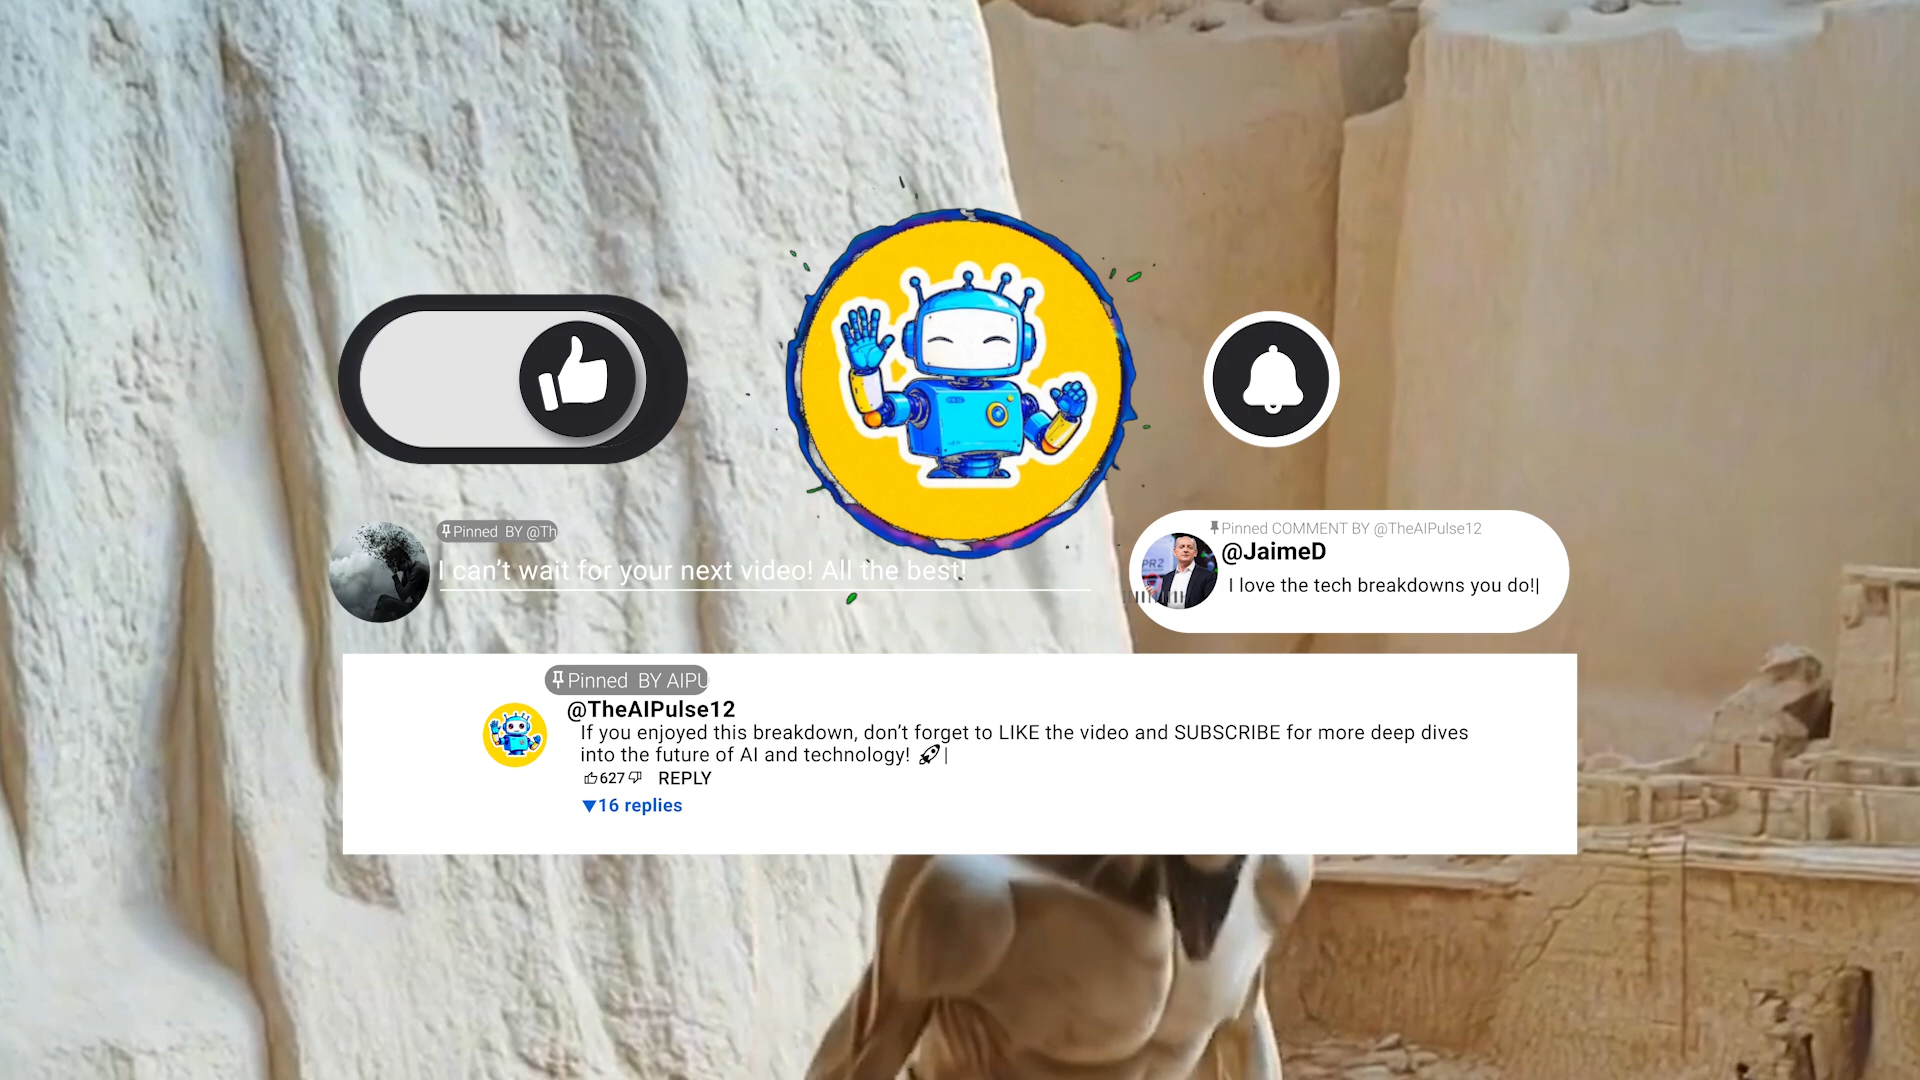 Pinned BY @Th
I can’t wait for your next video! All the best!
Pinned COMMENT BY @TheAIPulse12
@JaimeD
I love the tech breakdowns you do!
PR2
Pinned BY AIPU
@TheAIPulse12
If you enjoyed this breakdown, don’t forget to LIKE the video and SUBSCRIBE for more deep dives
into the future of AI and technology! 🚀
627 REPLY
▼16 replies